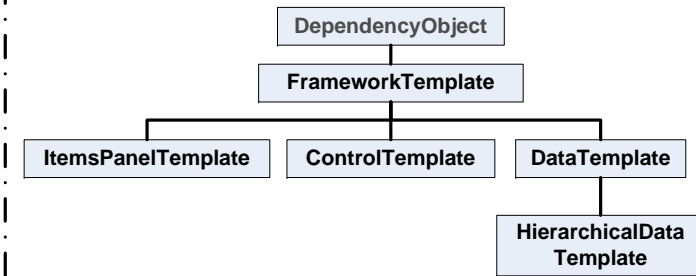 DependencyObject
FrameworkTemplate
ItemsPanelTemplate
ControlTemplate
DataTemplate
HierarchicalData
Template